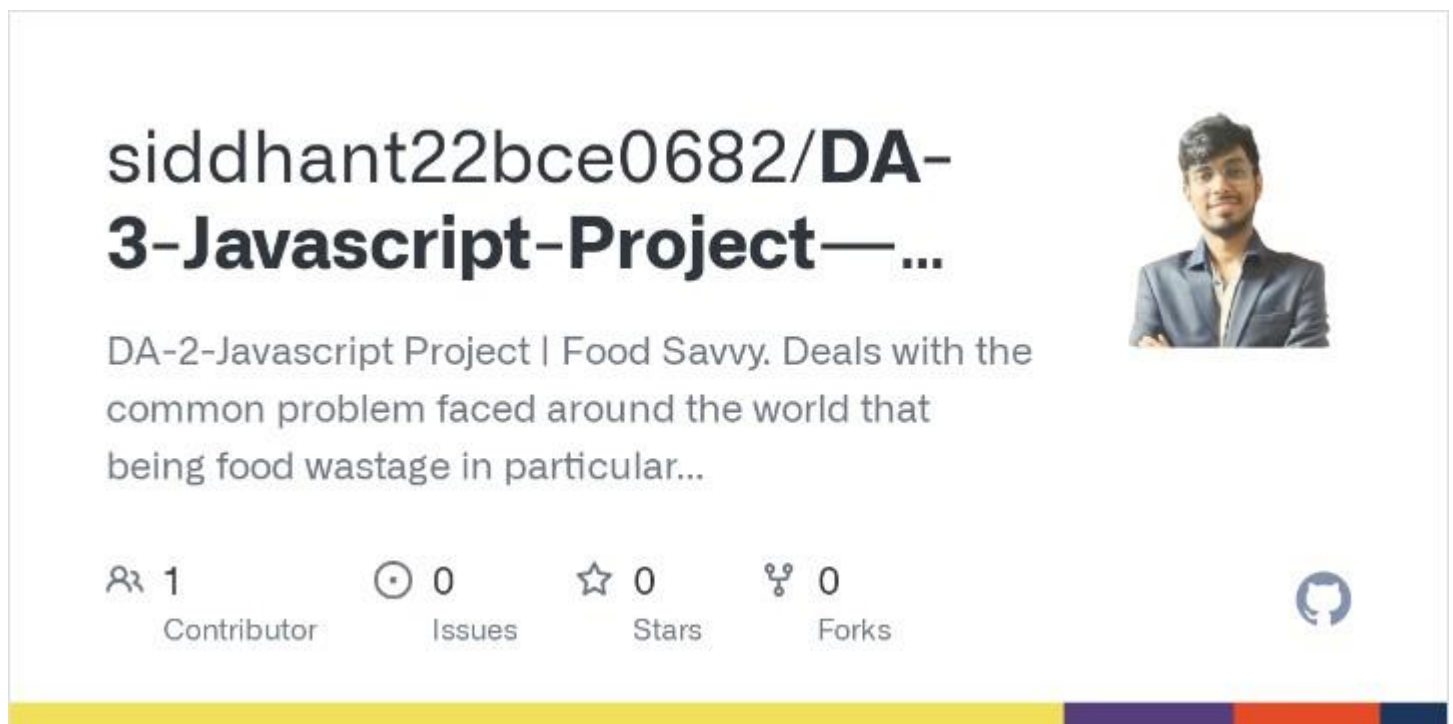 siddhant22bce0682/DA-
3-Javascript-Project—...
DA-2-Javascript Project | Food Savvy. Deals with the
common problem faced around the world that
being food wastage in particular...
1 0 0 0
Contributor Issues Stars Forks